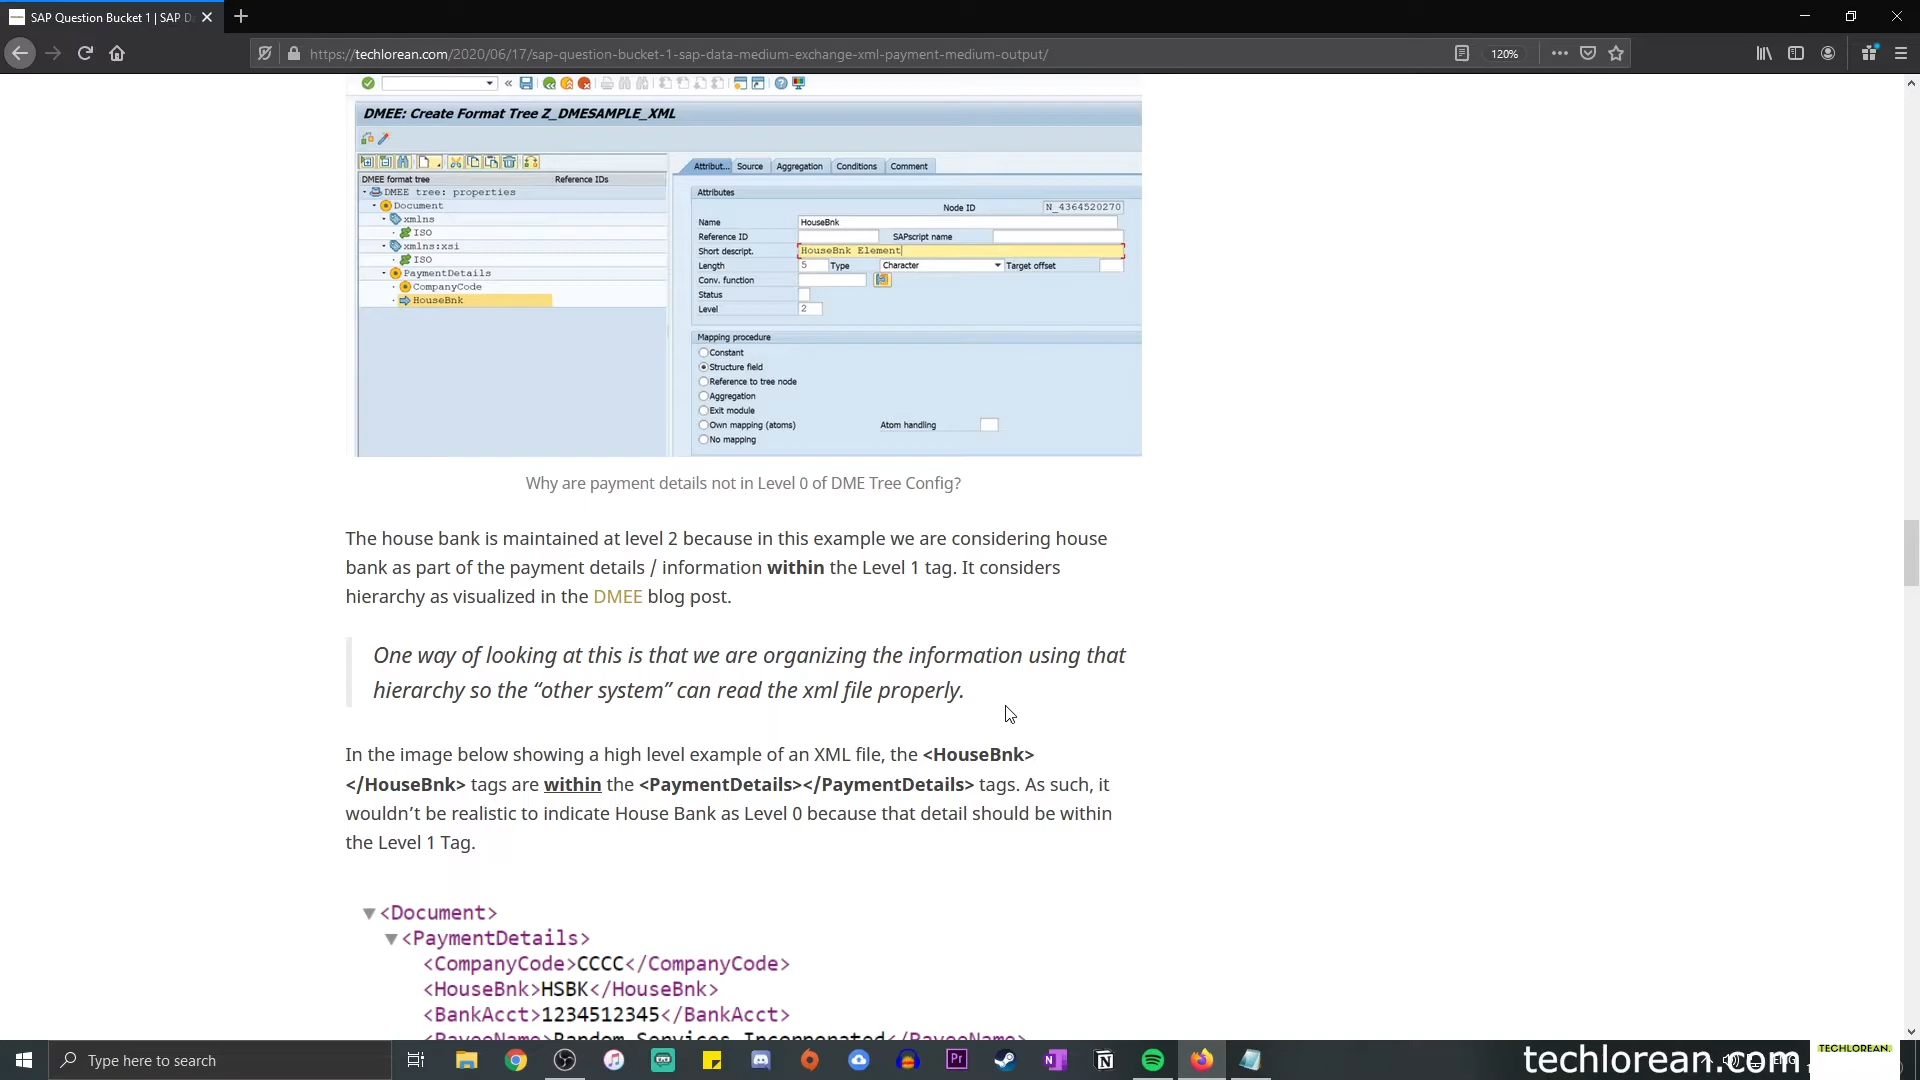 SAP Question Bucket 1 | SAP D
https://techlorean.com/2020/06/17/sap-question-bucket-1-sap-data-medium-exchange-xml-payment-medium-output/
120%
DMEE: Create Format Tree Z_DMESAMPLE_XML
DMEE format tree Reference IDs
DMEE tree: properties
Document
xmlns
ISO
xmlns:xsi
ISO
PaymentDetails
CompanyCode
HouseBnk
Attribut... Source Aggregation Conditions Comment
Attributes
Node ID N_4364520270
Name HouseBnk
Reference ID SAPscript name
Short descript. HouseBnk Element
Length 5 Type Character Target offset
Conv. function
Status
Level 2
Mapping procedure
Constant
Structure field
Reference to tree node
Aggregation
Exit module
Own mapping (atoms) Atom handling
No mapping
Why are payment details not in Level 0 of DME Tree Config?
The house bank is maintained at level 2 because in this example we are considering house
bank as part of the payment details / information within the Level 1 tag. It considers
hierarchy as visualized in the DMEE blog post.
One way of looking at this is that we are organizing the information using that
hierarchy so the “other system” can read the xml file properly.
In the image below showing a high level example of an XML file, the <HouseBnk>
</HouseBnk> tags are within the <PaymentDetails></PaymentDetails> tags. As such, it
wouldn’t be realistic to indicate House Bank as Level 0 because that detail should be within
the Level 1 Tag.
<Document>
<PaymentDetails>
<CompanyCode>CCCC</CompanyCode>
<HouseBnk>HSBK</HouseBnk>
<BankAcct>1234512345</BankAcct>
<PayeeName>Random Services Incorporated</PayeeName>
Type here to search
techlorean.com
TECHLOREAN.